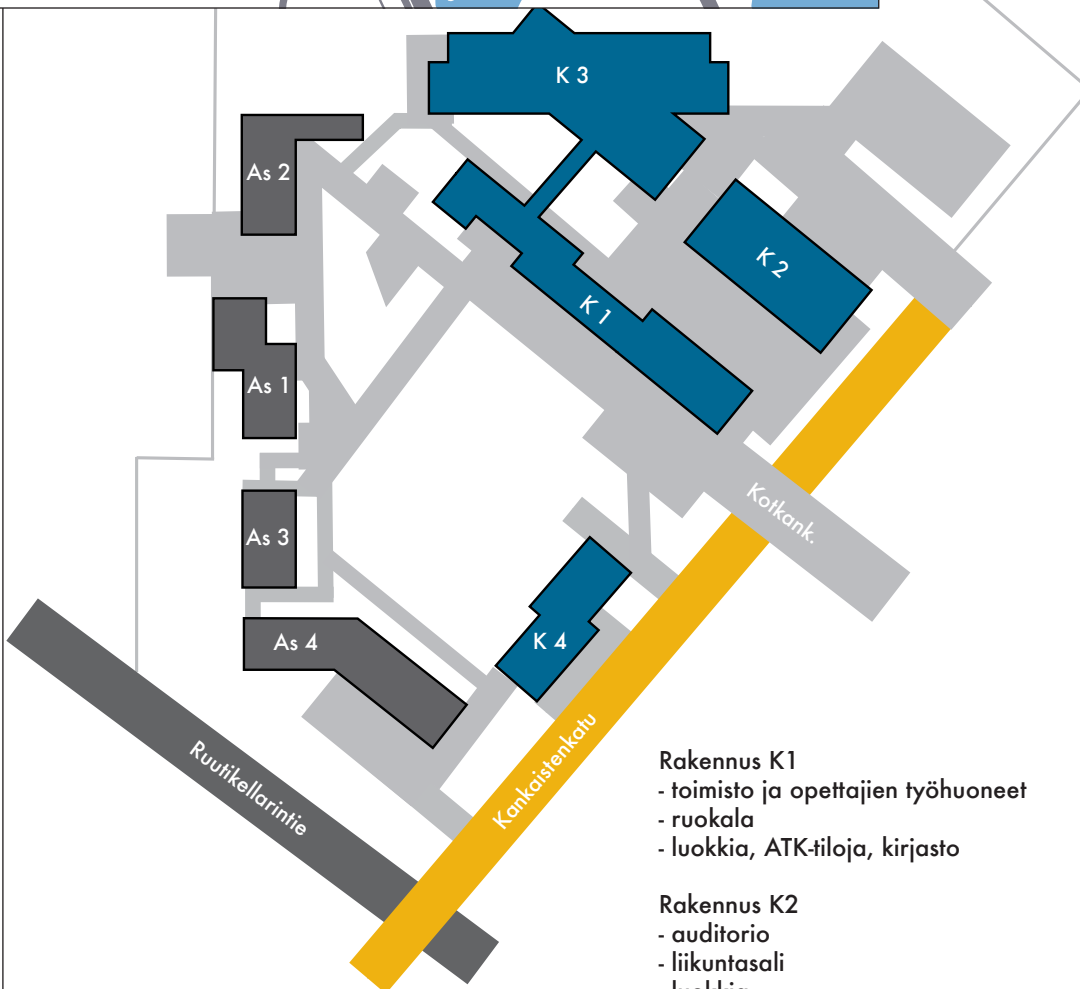 K 3
As 2
K 2
K 1
As 1
Kotkank.
As 3
As 4
K 4
Ruutikellarintie
Kankaistenkatu
Rakennus K1
- toimisto ja opettajien työhuoneet
- ruokala
- luokkia, ATK-tiloja, kirjasto
Rakennus K2
- auditorio
- liikuntasali